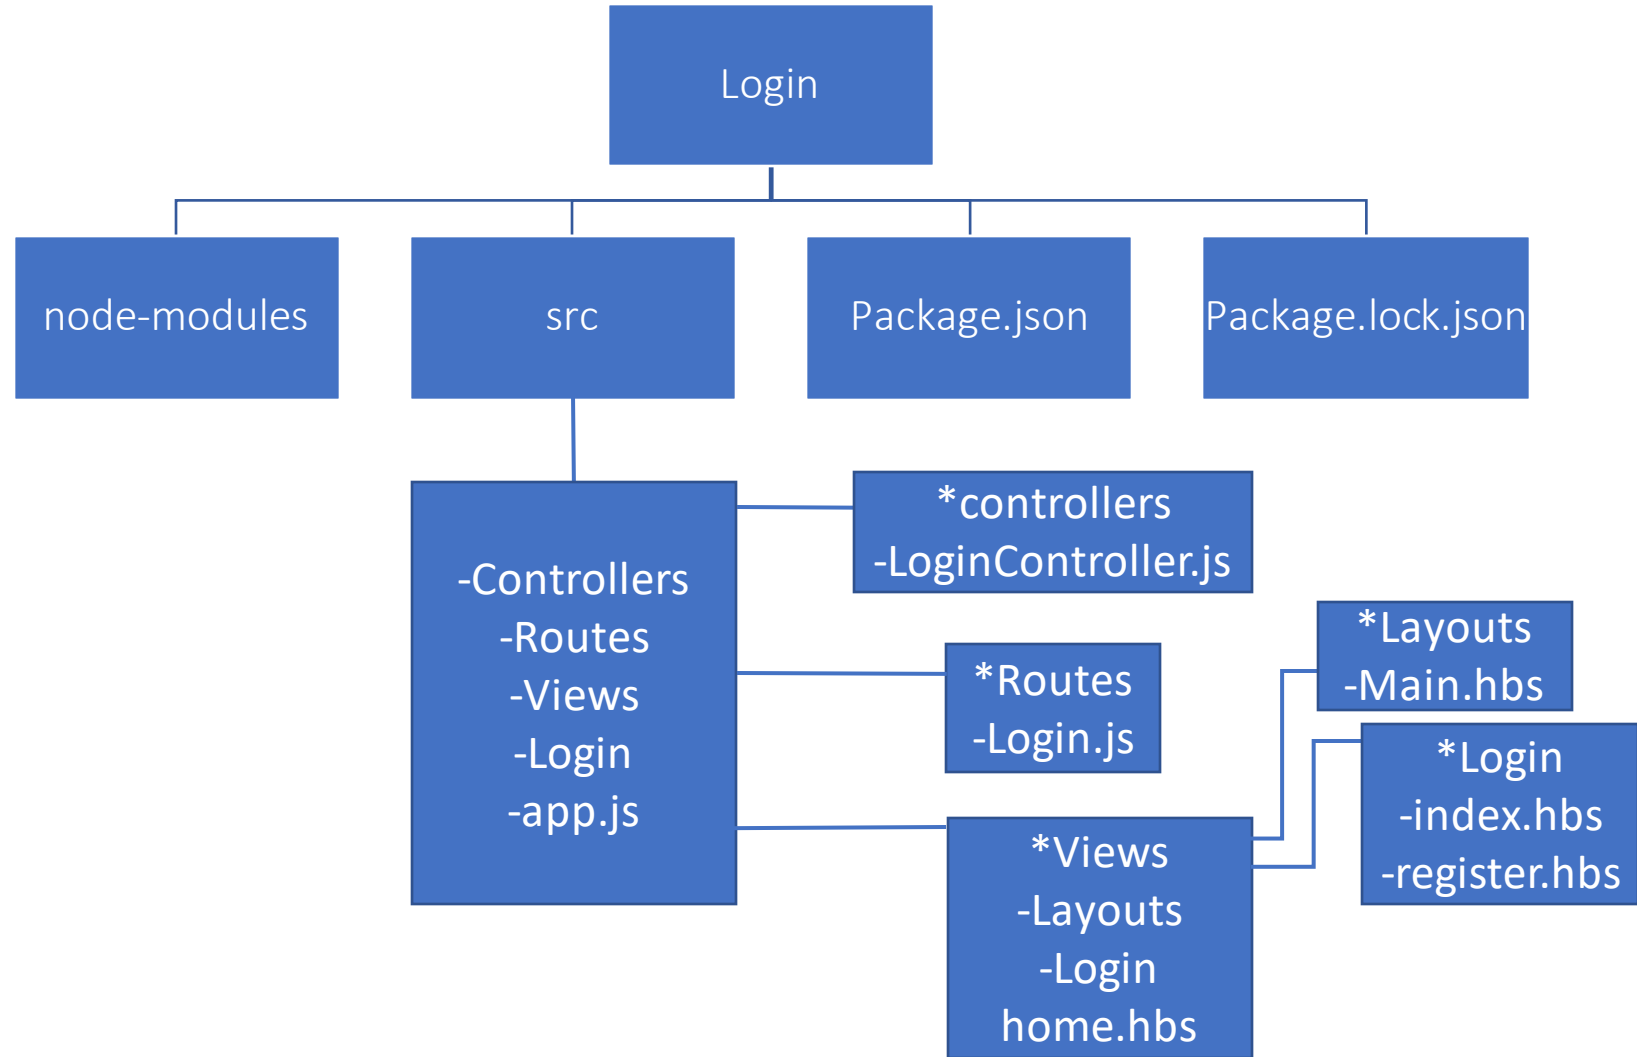 Login
node-modules
src
Package.json
Package.lock.json
-Controllers
-Routes
-Views
-Login
-app.js
*controllers
-LoginController.js
*Routes
-Login.js
*Views
-Layouts
-Login
home.hbs
*Layouts
-Main.hbs
*Login
-index.hbs
-register.hbs